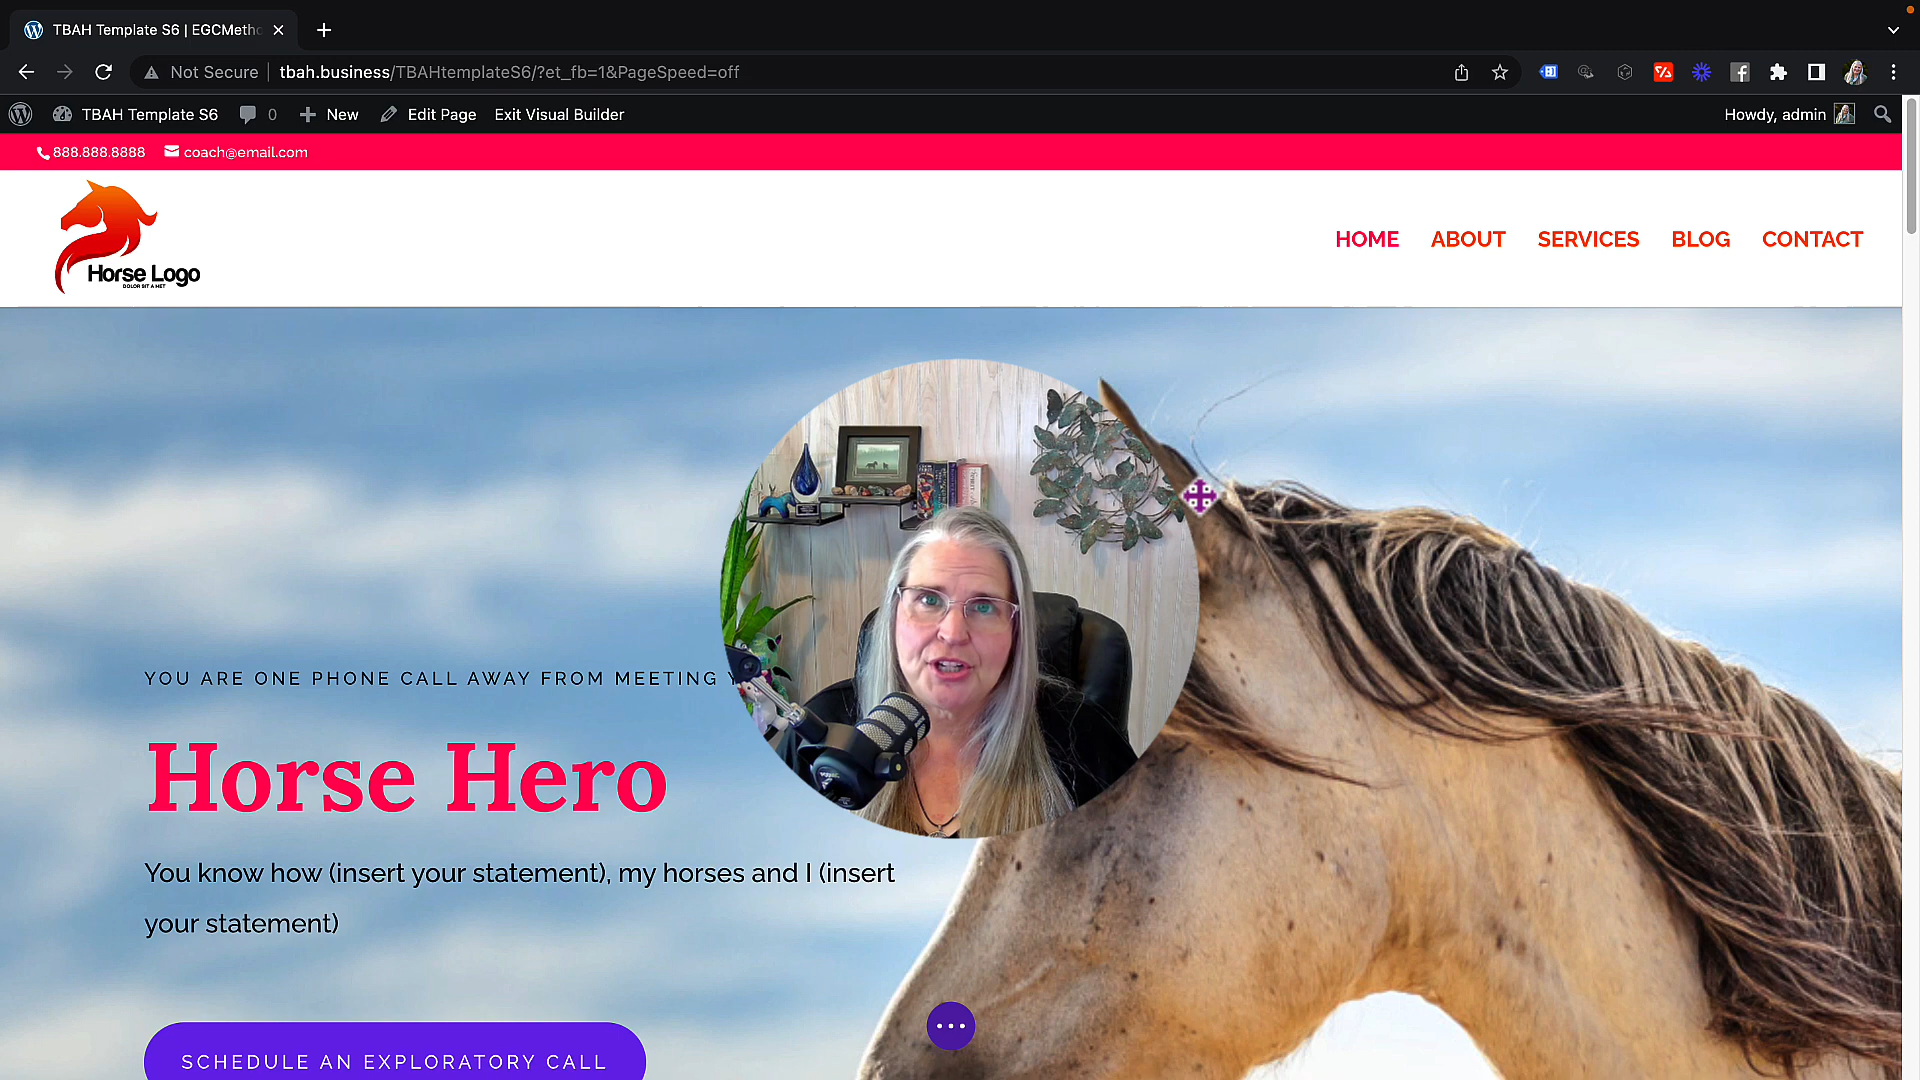 TBAH Template S6 | EGCMeth
Not Secure
tbah.business/TBAHtemplateS6/?et_fb=1&PageSpeed=off
TBAH Template S6
0
New
Edit Page
Exit Visual Builder
Howdy, admin
888.888.8888
coach@email.com
Horse Logo
DOLOR SIT A MET
HOME
ABOUT
SERVICES
BLOG
CONTACT
YOU ARE ONE PHONE CALL AWAY FROM MEETING
Horse Hero
You know how (insert your statement), my horses and I (insert
your statement)
SCHEDULE AN EXPLORATORY CALL